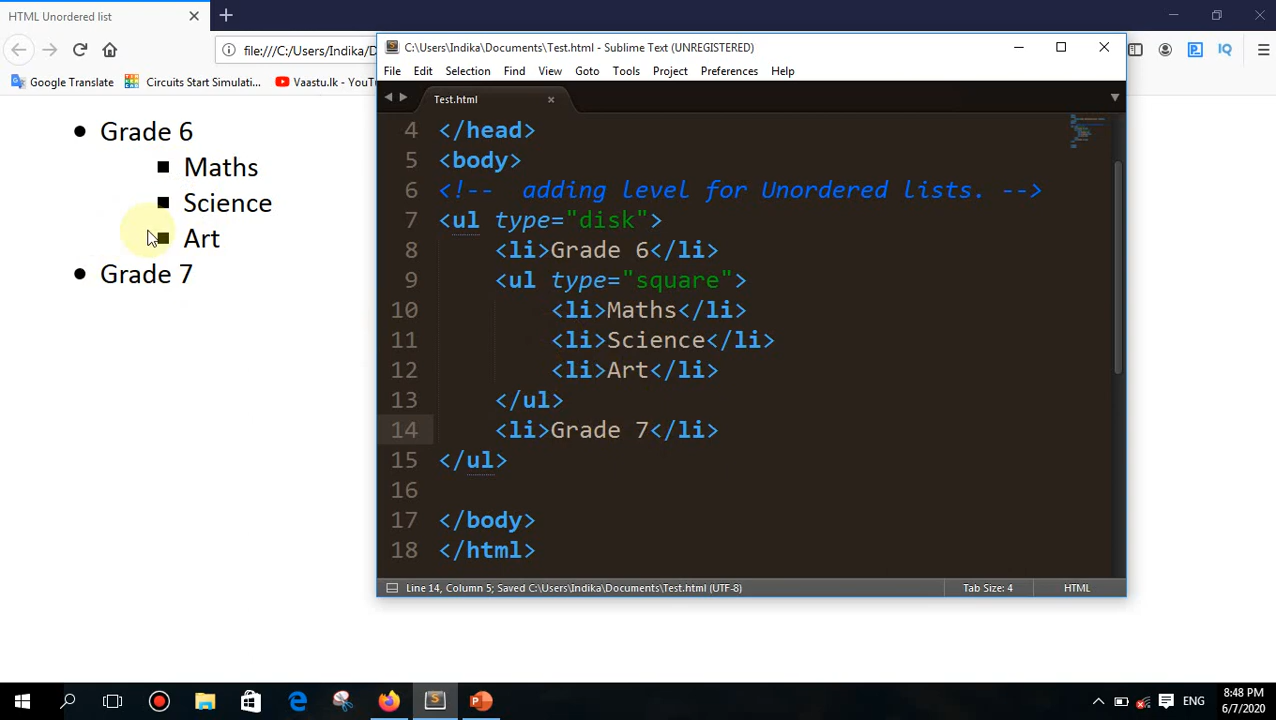 HTML Unordered list
file:///C:/Users/Indika/D
Google Translate
Circuits Start Simulati...
Vaastu.lk - YouTu
Grade 6
Maths
Science
Art
Grade 7
C:\Users\Indika\Documents\Test.html - Sublime Text (UNREGISTERED)
File Edit Selection Find View Goto Tools Project Preferences Help
Test.html
4 </head>
5 <body>
6 <!-- adding level for Unordered lists. -->
7 <ul type="disk">
8 <li>Grade 6</li>
9 <ul type="square">
10 <li>Maths</li>
11 <li>Science</li>
12 <li>Art</li>
13 </ul>
14 <li>Grade 7</li>
15 </ul>
16
17 </body>
18 </html>
Line 14, Column 5; Saved C:\Users\Indika\Documents\Test.html (UTF-8)
Tab Size: 4
HTML
IQ
ENG
8:48 PM
6/7/2020